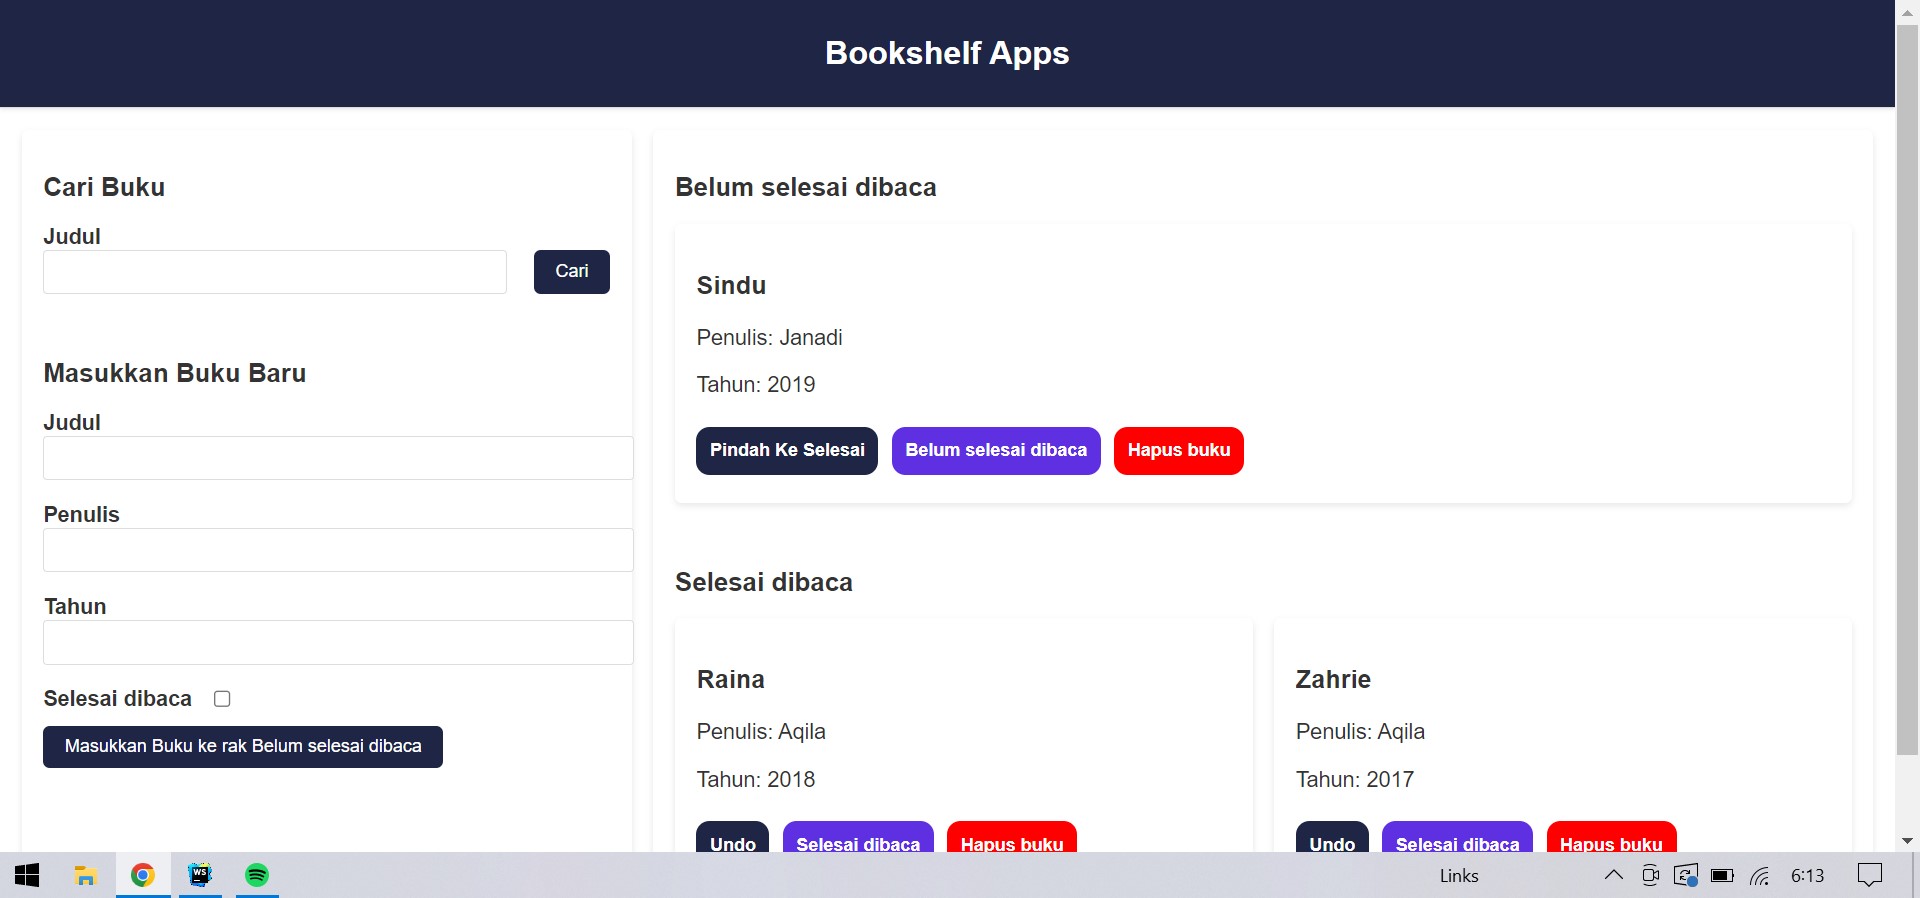 Bookshelf Apps
Cari Buku
Judul
Cari
Masukkan Buku Baru
Judul
Penulis
Tahun
Selesai dibaca
Masukkan Buku ke rak Belum selesai dibaca
Belum selesai dibaca
Sindu
Penulis: Janadi
Tahun: 2019
Pindah Ke Selesai Belum selesai dibaca Hapus buku
Selesai dibaca
Raina
Penulis: Aqila
Tahun: 2018
Undo Selesai dibaca Hapus buku
Zahrie
Penulis: Aqila
Tahun: 2017
Undo Selesai dibaca Hapus buku
WS
Links
6:13